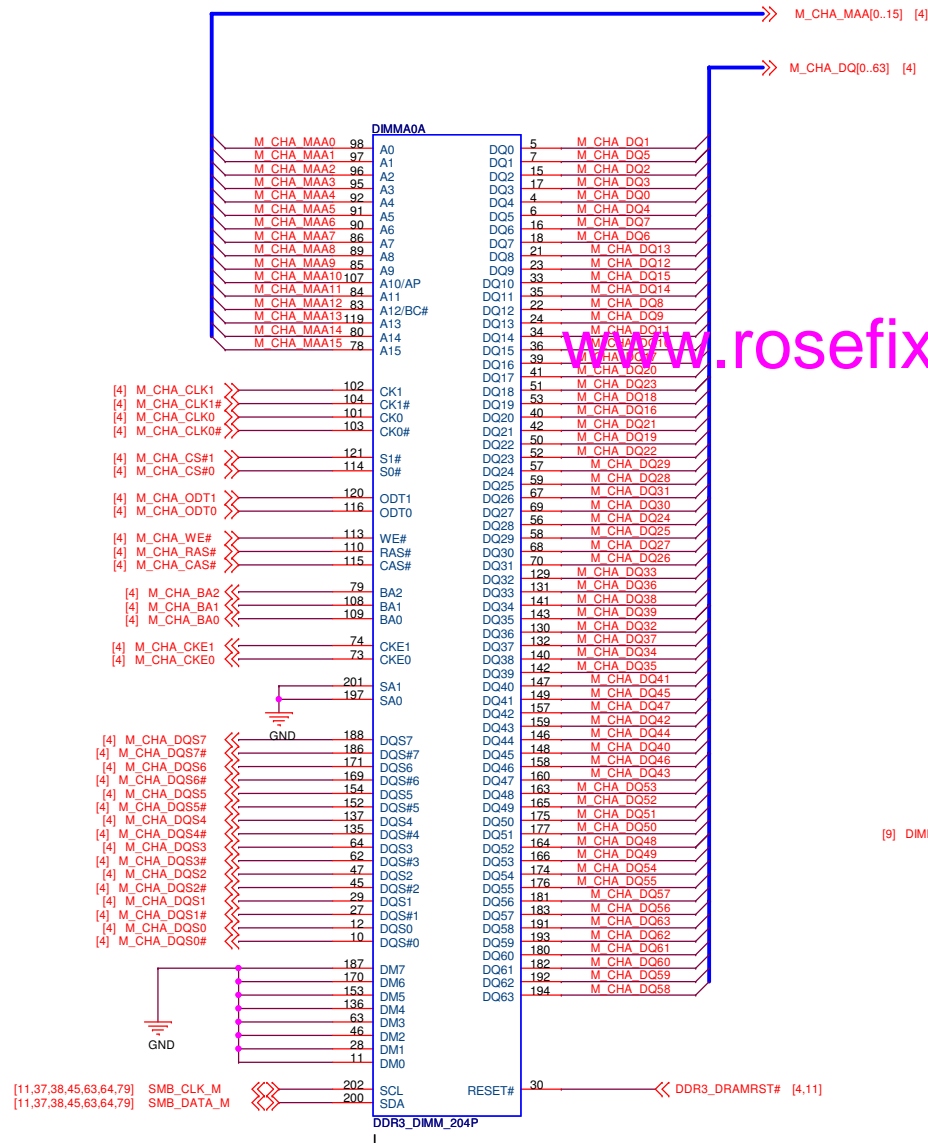 M_CHA_MAA[0..15] [4]
M_CHA_DQ[0..63] [4]
DIMMA0A
M_CHA_MAA0 98 A0
M_CHA_MAA1 97 A1
M_CHA_MAA2 96 A2
M_CHA_MAA3 95 A3
M_CHA_MAA4 92 A4
M_CHA_MAA5 91 A5
M_CHA_MAA6 90 A6
M_CHA_MAA7 86 A7
M_CHA_MAA8 89 A8
M_CHA_MAA9 85 A9
M_CHA_MAA10 107 A10/AP
M_CHA_MAA11 84 A11
M_CHA_MAA12 83 A12/BC#
M_CHA_MAA13 119 A13
M_CHA_MAA14 80 A14
M_CHA_MAA15 78 A15
[4] M_CHA_CLK1 102 CK1
[4] M_CHA_CLK1# 104 CK1#
[4] M_CHA_CLK0 101 CK0
[4] M_CHA_CLK0# 103 CK0#
[4] M_CHA_CS#1 121 S1#
[4] M_CHA_CS#0 114 S0#
[4] M_CHA_ODT1 120 ODT1
[4] M_CHA_ODT0 116 ODT0
[4] M_CHA_WE# 113 WE#
[4] M_CHA_RAS# 110 RAS#
[4] M_CHA_CAS# 115 CAS#
[4] M_CHA_BA2 79 BA2
[4] M_CHA_BA1 108 BA1
[4] M_CHA_BA0 109 BA0
[4] M_CHA_CKE1 74 CKE1
[4] M_CHA_CKE0 73 CKE0
201 SA1
197 SA0
GND
[4] M_CHA_DQS7 188 DQS7
[4] M_CHA_DQS7# 186 DQS#7
[4] M_CHA_DQS6 171 DQS6
[4] M_CHA_DQS6# 169 DQS#6
[4] M_CHA_DQS5 154 DQS5
[4] M_CHA_DQS5# 152 DQS#5
[4] M_CHA_DQS4 137 DQS4
[4] M_CHA_DQS4# 135 DQS#4
[4] M_CHA_DQS3 64 DQS3
[4] M_CHA_DQS3# 62 DQS#3
[4] M_CHA_DQS2 47 DQS2
[4] M_CHA_DQS2# 45 DQS#2
[4] M_CHA_DQS1 29 DQS1
[4] M_CHA_DQS1# 27 DQS#1
[4] M_CHA_DQS0 12 DQS0
[4] M_CHA_DQS0# 10 DQS#0
187 DM7
170 DM6
153 DM5
136 DM4
63 DM3
46 DM2
28 DM1
11 DM0
GND
[11,37,38,45,63,64,79] SMB_CLK_M 202 SCL
[11,37,38,45,63,64,79] SMB_DATA_M 200 SDA
DQ0 5 M_CHA_DQ1
DQ1 7 M_CHA_DQ5
DQ2 15 M_CHA_DQ2
DQ3 17 M_CHA_DQ3
DQ4 4 M_CHA_DQ0
DQ5 6 M_CHA_DQ4
DQ6 16 M_CHA_DQ7
DQ7 18 M_CHA_DQ6
DQ8 21 M_CHA_DQ13
DQ9 23 M_CHA_DQ12
DQ10 33 M_CHA_DQ15
DQ11 35 M_CHA_DQ14
DQ12 22 M_CHA_DQ8
DQ13 24 M_CHA_DQ9
DQ14 34
DQ15 36
DQ16 39
DQ17 41 M_CHA_DQ20
DQ18 51 M_CHA_DQ23
DQ19 53 M_CHA_DQ18
DQ20 40 M_CHA_DQ16
DQ21 42 M_CHA_DQ21
DQ22 50 M_CHA_DQ19
DQ23 52 M_CHA_DQ22
DQ24 57 M_CHA_DQ29
DQ25 59 M_CHA_DQ28
DQ26 67 M_CHA_DQ31
DQ27 69 M_CHA_DQ30
DQ28 56 M_CHA_DQ24
DQ29 58 M_CHA_DQ25
DQ30 68 M_CHA_DQ27
DQ31 70 M_CHA_DQ26
DQ32 129 M_CHA_DQ33
DQ33 131 M_CHA_DQ36
DQ34 141 M_CHA_DQ38
DQ35 143 M_CHA_DQ39
DQ36 130 M_CHA_DQ32
DQ37 132 M_CHA_DQ37
DQ38 140 M_CHA_DQ34
DQ39 142 M_CHA_DQ35
DQ40 147 M_CHA_DQ41
DQ41 149 M_CHA_DQ45
DQ42 157 M_CHA_DQ47
DQ43 159 M_CHA_DQ42
DQ44 146 M_CHA_DQ44
DQ45 148 M_CHA_DQ40
DQ46 158 M_CHA_DQ46
DQ47 160 M_CHA_DQ43
DQ48 163 M_CHA_DQ53
DQ49 165 M_CHA_DQ52
DQ50 175 M_CHA_DQ51
DQ51 177 M_CHA_DQ50
DQ52 164 M_CHA_DQ48
DQ53 166 M_CHA_DQ49
DQ54 174 M_CHA_DQ54
DQ55 176 M_CHA_DQ55
DQ56 181 M_CHA_DQ57
DQ57 183 M_CHA_DQ56
DQ58 191 M_CHA_DQ63
DQ59 193 M_CHA_DQ62
DQ60 180 M_CHA_DQ61
DQ61 182 M_CHA_DQ60
DQ62 192 M_CHA_DQ59
DQ63 194 M_CHA_DQ58
RESET# 30 DDR3_DRAMRST# [4,11]
DDR3_DIMM_204P
www.rosefix
[9] DIM